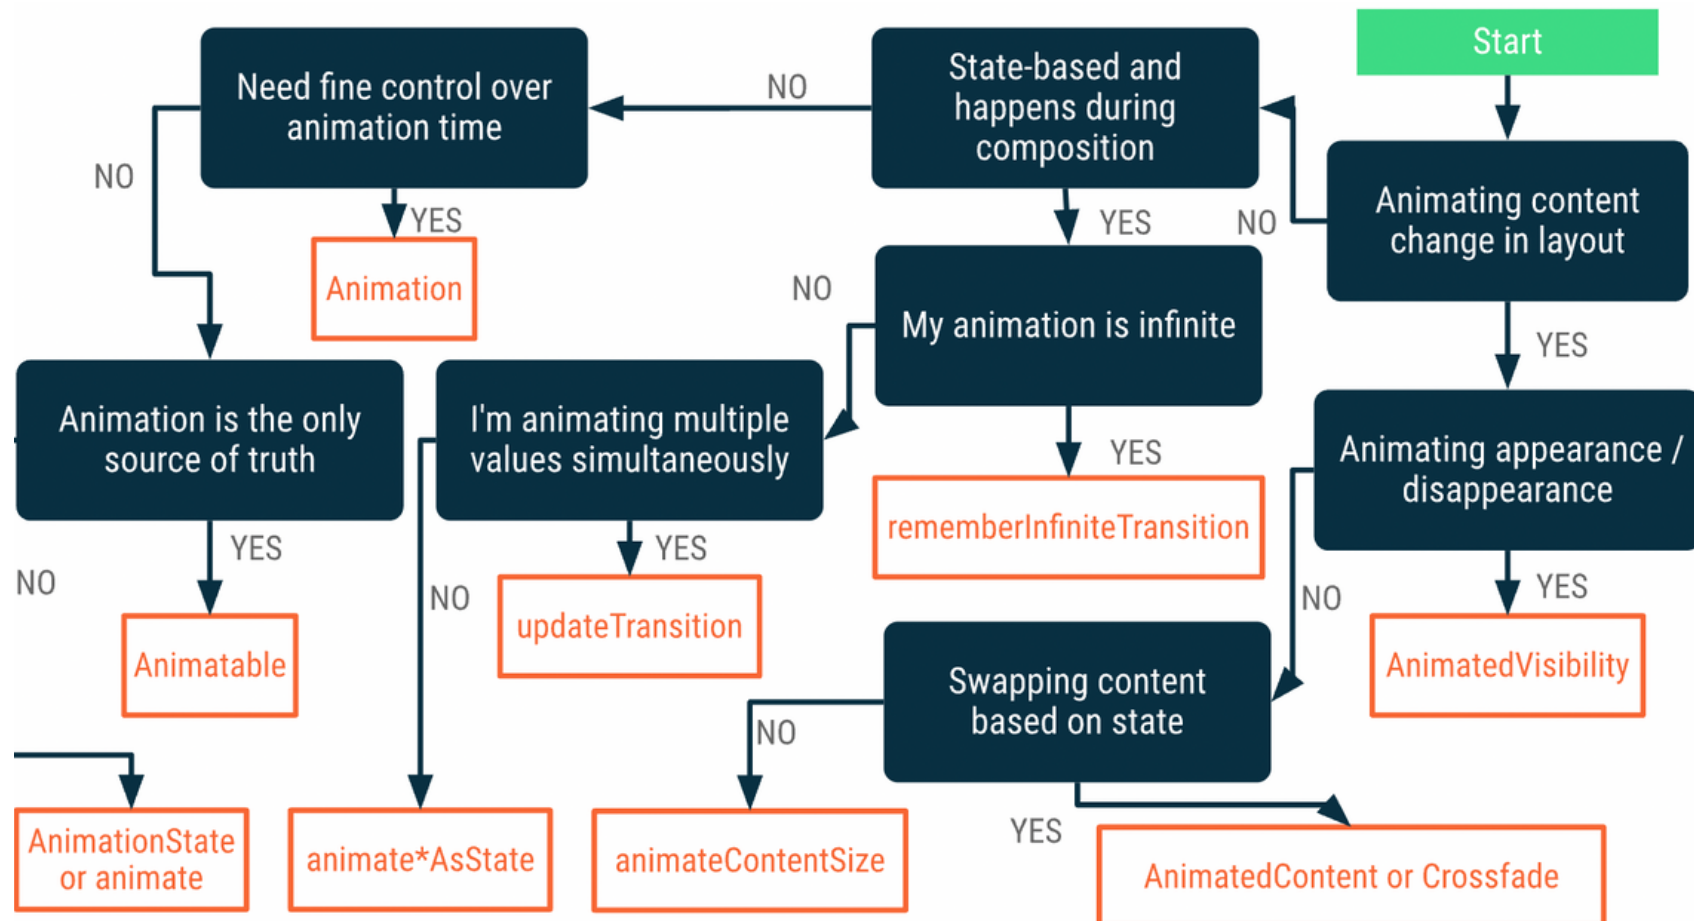 Start
Need fine control over
animation time
NO
State-based and
happens during
composition
NO
YES
Animation
YES
NO
Animating content
change in layout
NO
My animation is infinite
YES
Animation is the only
source of truth
I'm animating multiple
values simultaneously
YES
Animating appearance /
disappearance
rememberInfiniteTransition
YES
YES
NO
NO
NO
YES
Animatable
updateTransition
Swapping content
based on state
AnimatedVisibility
NO
YES
AnimationState
or animate
animate*AsState
animateContentSize
AnimatedContent or Crossfade